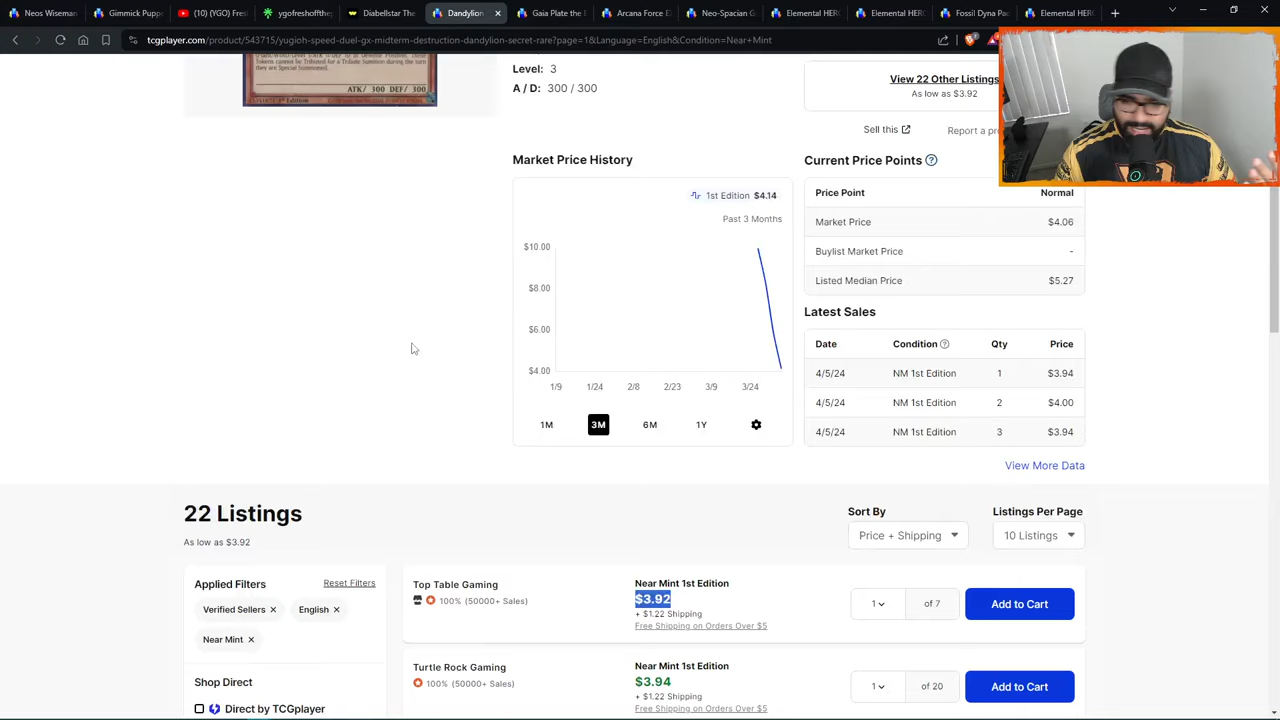 Neos Wiseman
Gimmick Pupp
(10) (YGO) Listings
ygofreshofftheg
Diabellstar The
Dandylion
Gaia Plate the E
Arcana Force E
Neo-Spacian G
Elemental HERO
Elemental HERO
Fossil Dyna Pac
Elemental HERO
tcgplayer.com/product/543715/yugioh-speed-duel-gx-midterm-destruction-dandylion-secret-rare?page=1&Language=English&Condition=Near+Mint
they are Special Summoned.
ATK/ 300 DEF/ 300
Level: 3
A / D: 300 / 300
View 22 Other Listings
As low as $3.92
Sell this
Report a pro
Market Price History
1st Edition $4.14
Past 3 Months
$10.00
$8.00
$6.00
$4.00
1/9 1/24 2/8 2/23 3/9 3/24
1M 3M 6M 1Y
Current Price Points
Price Point Normal
Market Price $4.06
Buylist Market Price -
Listed Median Price $5.27
Latest Sales
Date Condition Qty Price
4/5/24 NM 1st Edition 1 $3.94
4/5/24 NM 1st Edition 2 $4.00
4/5/24 NM 1st Edition 3 $3.94
View More Data
22 Listings
As low as $3.92
Sort By
Price + Shipping
Listings Per Page
10 Listings
Applied Filters Reset Filters
Verified Sellers
English
Near Mint
Shop Direct
Direct by TCGplayer
Top Table Gaming
100% (50000+ Sales)
Near Mint 1st Edition
$3.92
+ $1.22 Shipping
Free Shipping on Orders Over $5
1 of 7
Add to Cart
Turtle Rock Gaming
100% (50000+ Sales)
Near Mint 1st Edition
$3.94
+ $1.22 Shipping
Free Shipping on Orders Over $5
1 of 20
Add to Cart